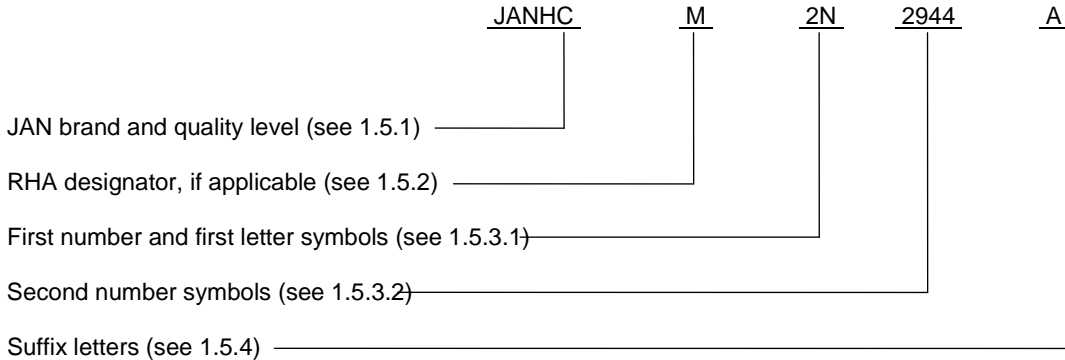 JANHC M 2N 2944 A
JAN brand and quality level (see 1.5.1)
RHA designator, if applicable (see 1.5.2)
First number and first letter symbols (see 1.5.3.1)
Second number symbols (see 1.5.3.2)
Suffix letters (see 1.5.4)